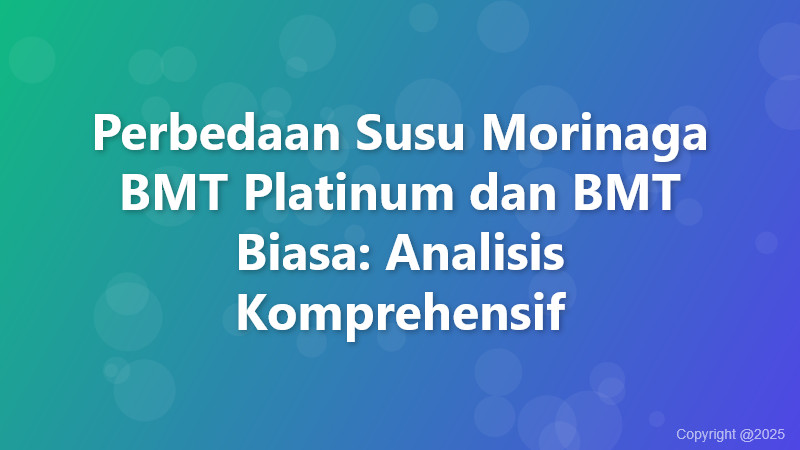 Perbedaan Susu Morinaga
BMT Platinum dan BMT
Biasa: Analisis
Komprehensif
Copyright @2025